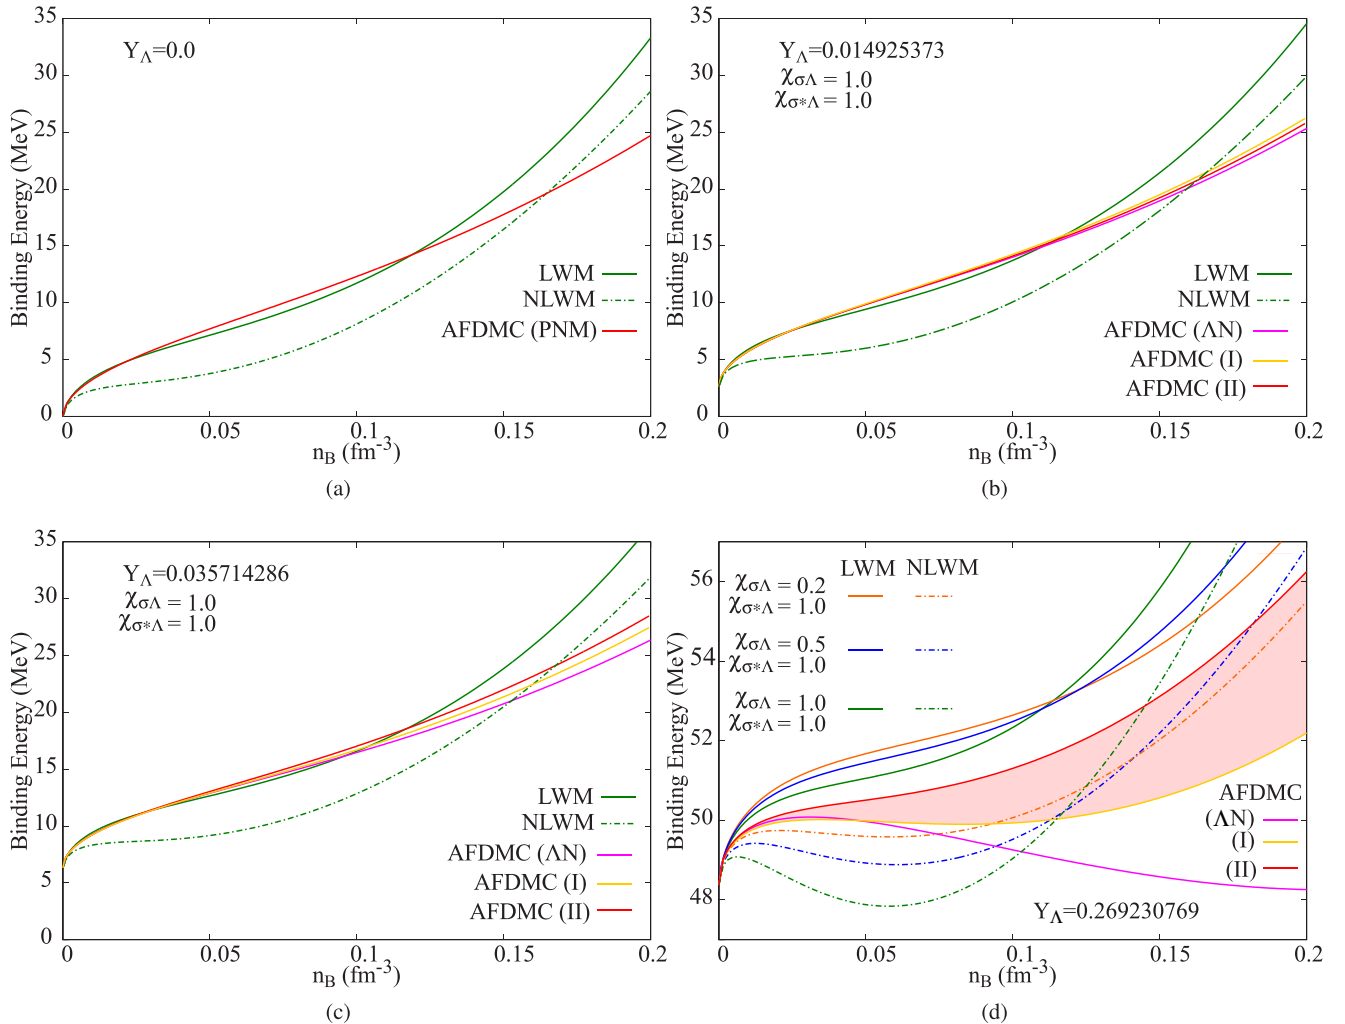 Binding Energy (MeV)
35
30
25
20
15
10
5
0
Y_Λ=0.0
LWM
NLWM
AFDMC (PNM)
0 0.05 0.1 0.15 0.2
n_B (fm^-3)
(a)
Binding Energy (MeV)
35
30
25
20
15
10
5
0
Y_Λ=0.014925373
χ_σΛ = 1.0
χ_σ*Λ = 1.0
LWM
NLWM
AFDMC (ΛN)
AFDMC (I)
AFDMC (II)
0 0.05 0.1 0.15 0.2
n_B (fm^-3)
(b)
Binding Energy (MeV)
35
30
25
20
15
10
5
0
Y_Λ=0.035714286
χ_σΛ = 1.0
χ_σ*Λ = 1.0
LWM
NLWM
AFDMC (ΛN)
AFDMC (I)
AFDMC (II)
0 0.05 0.1 0.15 0.2
n_B (fm^-3)
(c)
Binding Energy (MeV)
56
54
52
50
48
LWM NLWM
χ_σΛ = 0.2
χ_σ*Λ = 1.0
χ_σΛ = 0.5
χ_σ*Λ = 1.0
χ_σΛ = 1.0
χ_σ*Λ = 1.0
AFDMC
(ΛN)
(I)
(II)
Y_Λ=0.269230769
0 0.05 0.1 0.15 0.2
n_B (fm^-3)
(d)